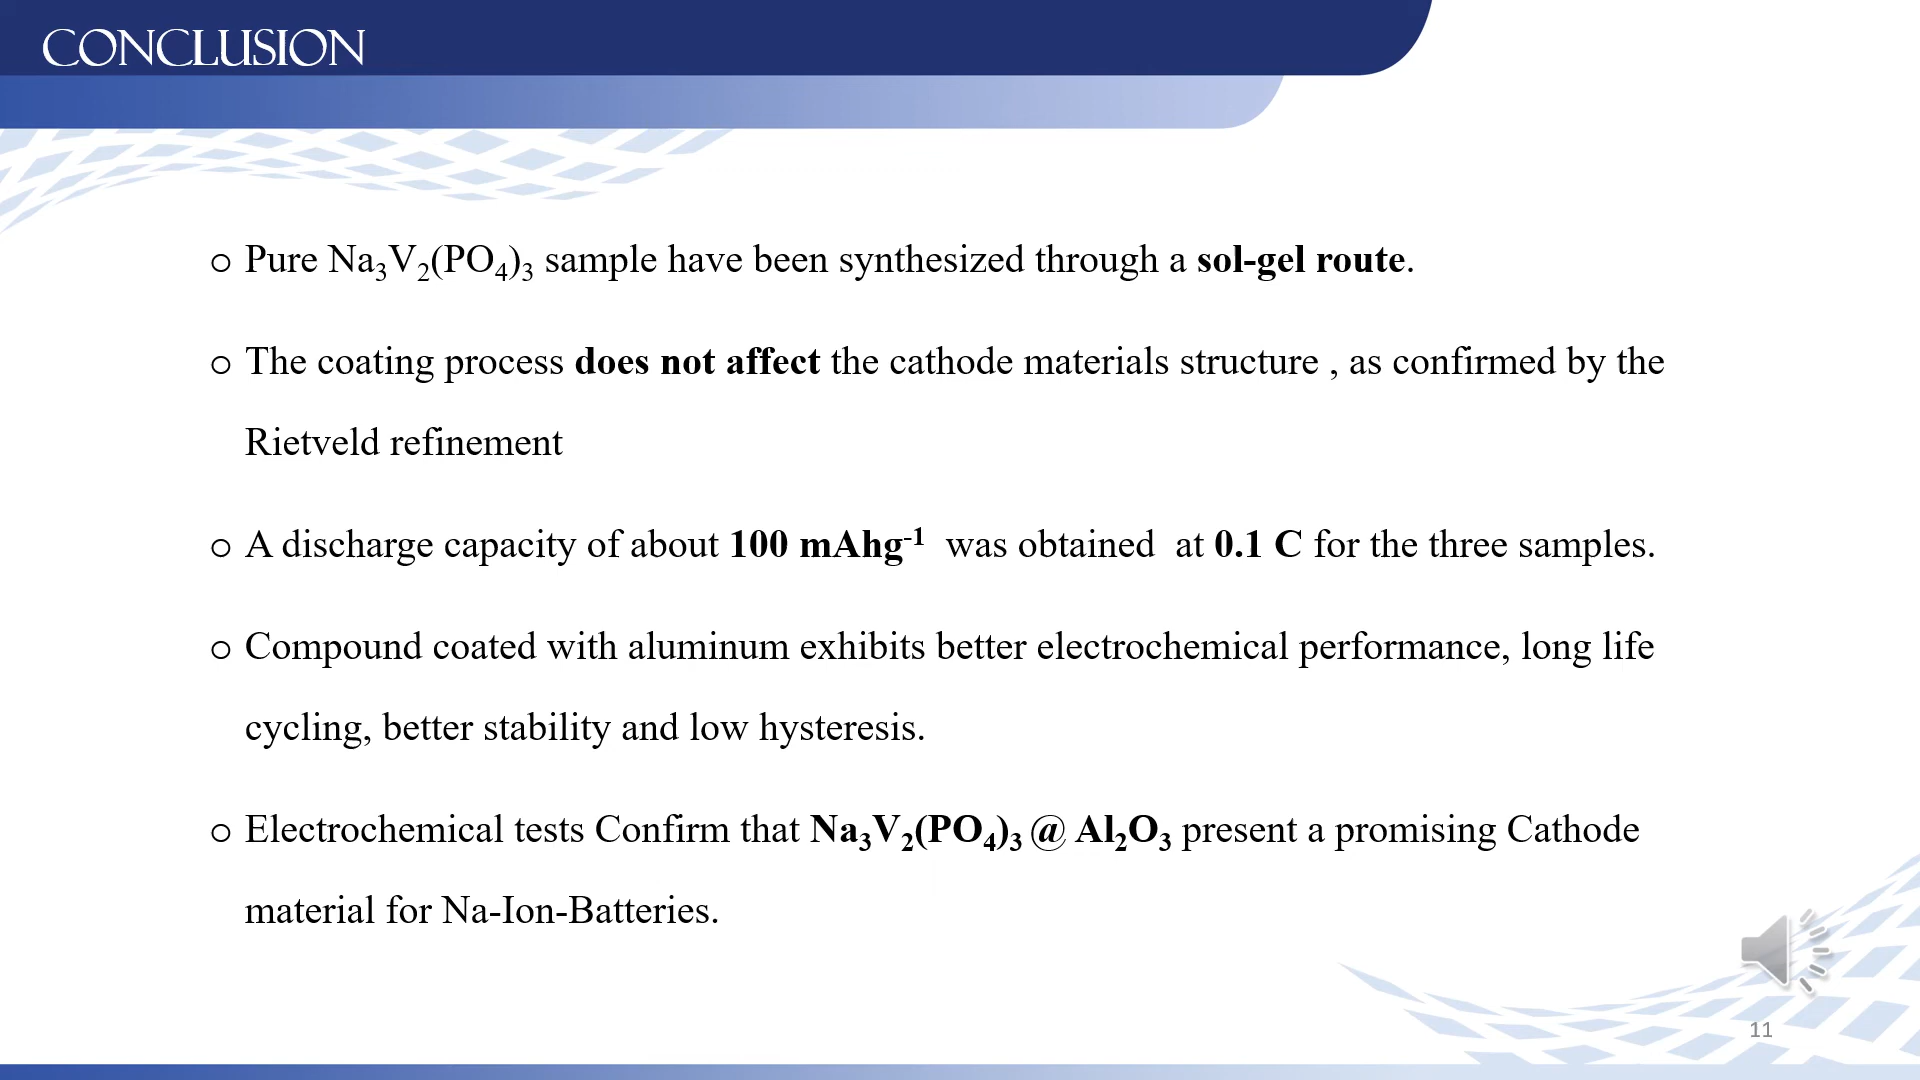 CONCLUSION
o Pure Na₃V₂(PO₄)₃ sample have been synthesized through a sol-gel route.
o The coating process does not affect the cathode materials structure , as confirmed by the
Rietveld refinement
o A discharge capacity of about 100 mAhg⁻¹ was obtained at 0.1 C for the three samples.
o Compound coated with aluminum exhibits better electrochemical performance, long life
cycling, better stability and low hysteresis.
o Electrochemical tests Confirm that Na₃V₂(PO₄)₃ @ Al₂O₃ present a promising Cathode
material for Na-Ion-Batteries.
11